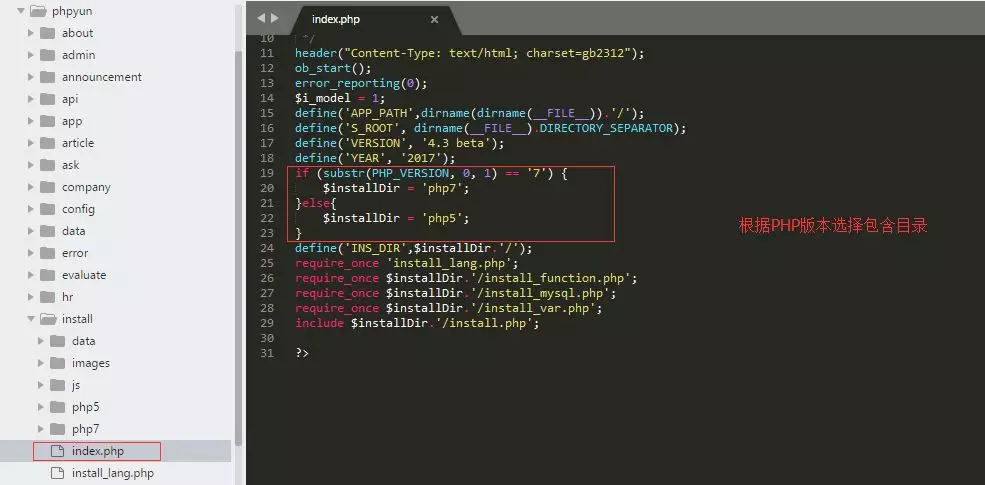 phpyun
about
admin
announcement
api
app
article
ask
company
config
data
error
evaluate
hr
install
data
images
js
php5
php7
index.php
install_lang.php
index.php ×
10 */
11 header("Content-Type: text/html; charset=gb2312");
12 ob_start();
13 error_reporting(0);
14 $i_model = 1;
15 define('APP_PATH',dirname(dirname(__FILE__)).'/');
16 define('S_ROOT', dirname(__FILE__).DIRECTORY_SEPARATOR);
17 define('VERSION', '4.3 beta');
18 define('YEAR', '2017');
19 if (substr(PHP_VERSION, 0, 1) == '7') {
20 $installDir = 'php7';
21 }else{
22 $installDir = 'php5';
23 }
24 define('INS_DIR',$installDir.'/');
25 require_once 'install_lang.php';
26 require_once $installDir.'/install_function.php';
27 require_once $installDir.'/install_mysql.php';
28 require_once $installDir.'/install_var.php';
29 include $installDir.'/install.php';
30
31 ?>
根据PHP版本选择包含目录